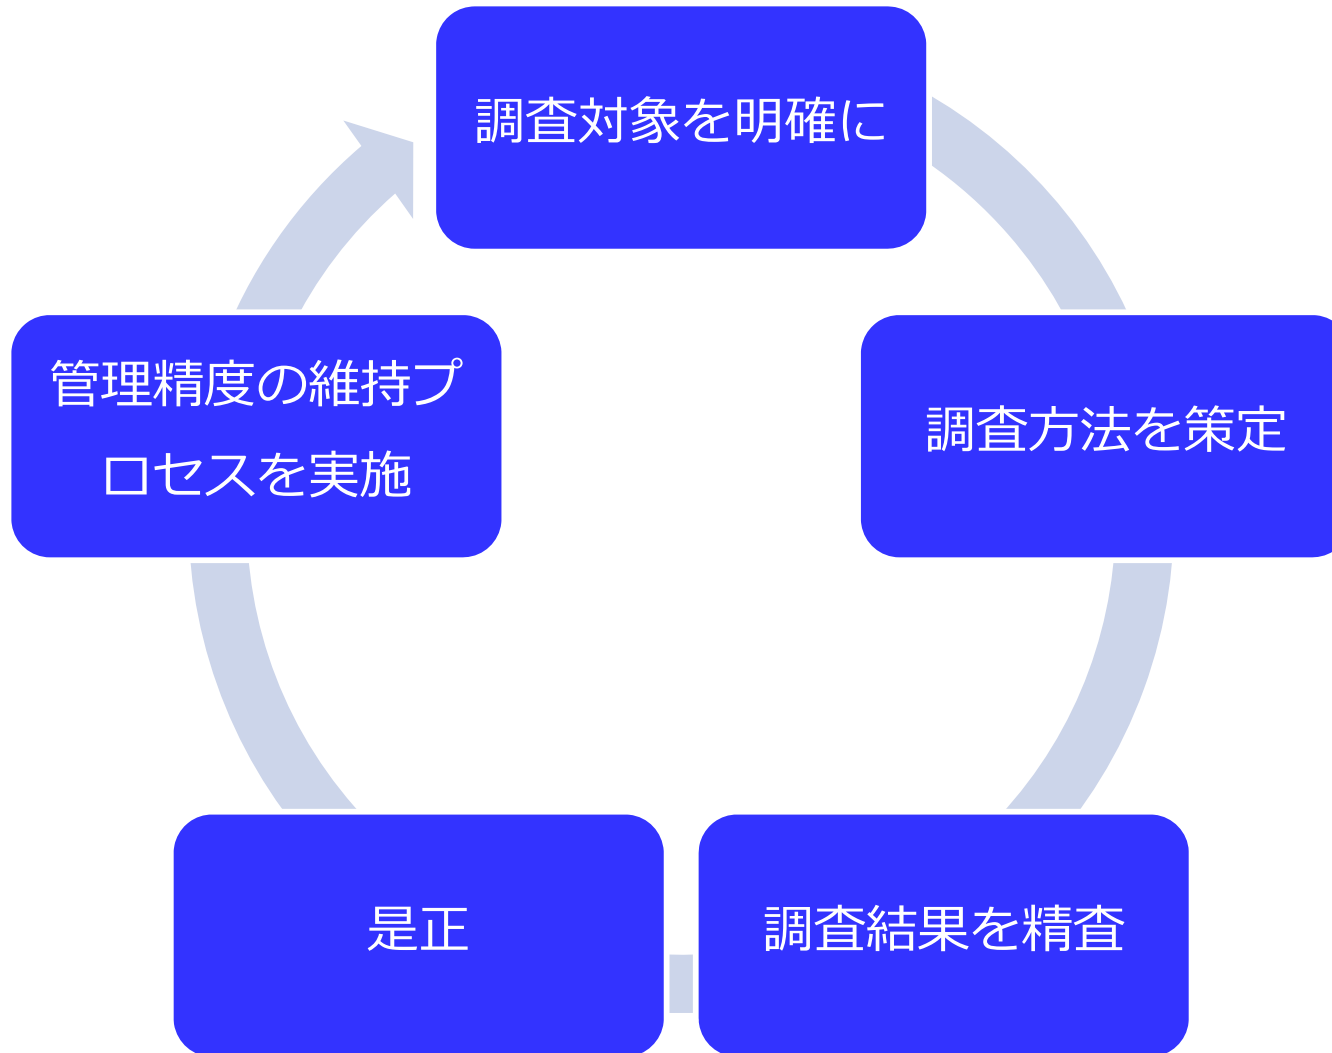 調査対象を明確に
調査方法を策定
調査結果を精査
是正
管理精度の維持プ
ロセスを実施